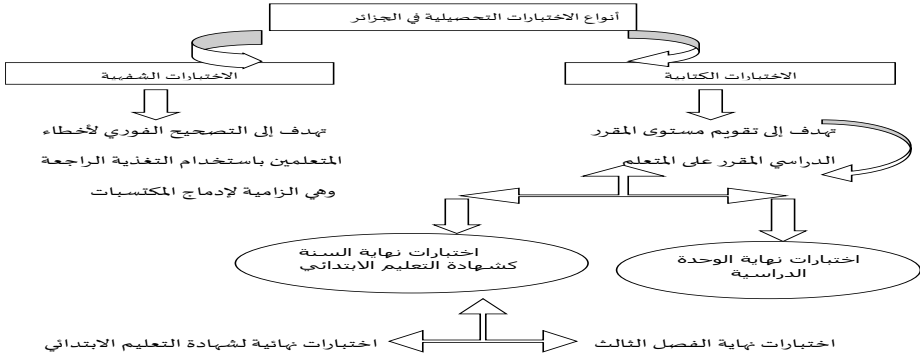 أنواع الاختبارات التحصيلية في الجزائر
الاختبارات الكتابية
الاختبارات الشفهية
تهدف إلى تقويم مستوى المقرر
الدراسي المقرر على المتعلم
تهدف إلى التصحيح الفوري لأخطاء
المتعلمين باستخدام التغذية الراجعة
وهي الزامية لإدماج المكتسبات
اختبارات نهاية الوحدة
الدراسية
اختبارات نهاية السنة
كشهادة التعليم الابتدائي
اختبارات نهاية الفصل الثالث
اختبارات نهائية لشهادة التعليم الابتدائي